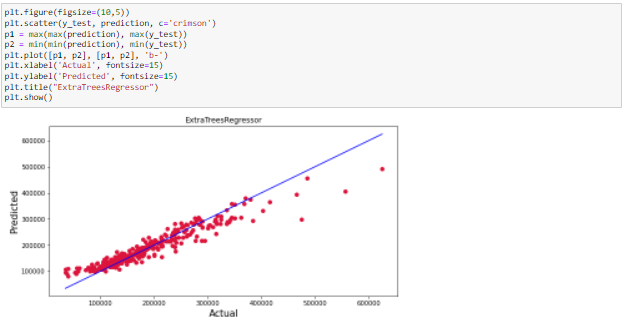 plt.figure(figsize=(10,5))
plt.scatter(y_test, prediction, c='crimson')
p1 = max(max(prediction), max(y_test))
p2 = min(min(prediction), min(y_test))
plt.plot([p1, p2], [p1, p2], 'b-')
plt.xlabel('Actual', fontsize=15)
plt.ylabel('Predicted', fontsize=15)
plt.title("ExtraTreesRegressor")
plt.show()
ExtraTreesRegressor
600000
500000
400000
300000
200000
100000
Predicted
100000 200000 300000 400000 500000 600000
Actual